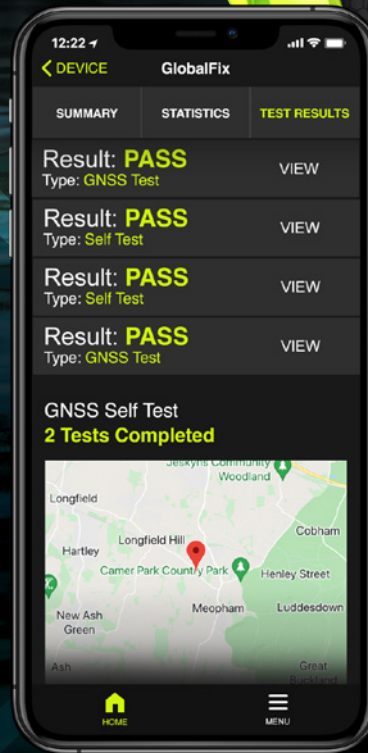 12:22
DEVICE
GlobalFix
SUMMARY
STATISTICS
TEST RESULTS
Result: PASS
Type: GNSS Test
VIEW
Result: PASS
Type: Self Test
VIEW
Result: PASS
Type: Self Test
VIEW
Result: PASS
Type: GNSS Test
VIEW
GNSS Self Test
2 Tests Completed
Jeskyns Community
Woodland
Longfield
Cobham
Longfield Hill
Hartley
Camer Park Country Park
Henley Street
Meopham
Luddesdown
New Ash
Green
Ash
Great
Buckland
HOME
MENU